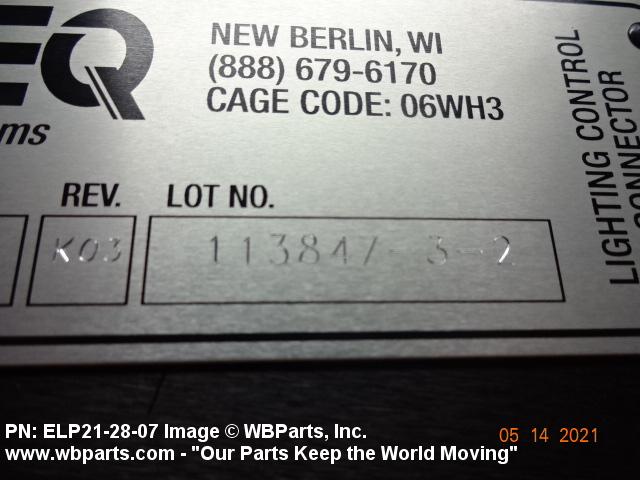 EQ
ms
NEW BERLIN, WI
(888) 679-6170
CAGE CODE: 06WH3
LIGHTING CONTROL
CONNECTOR
REV. LOT NO.
K03 113847-3-2
PN: ELP21-28-07 Image © WBParts, Inc.
www.wbparts.com - "Our Parts Keep the World Moving"
05 14 2021